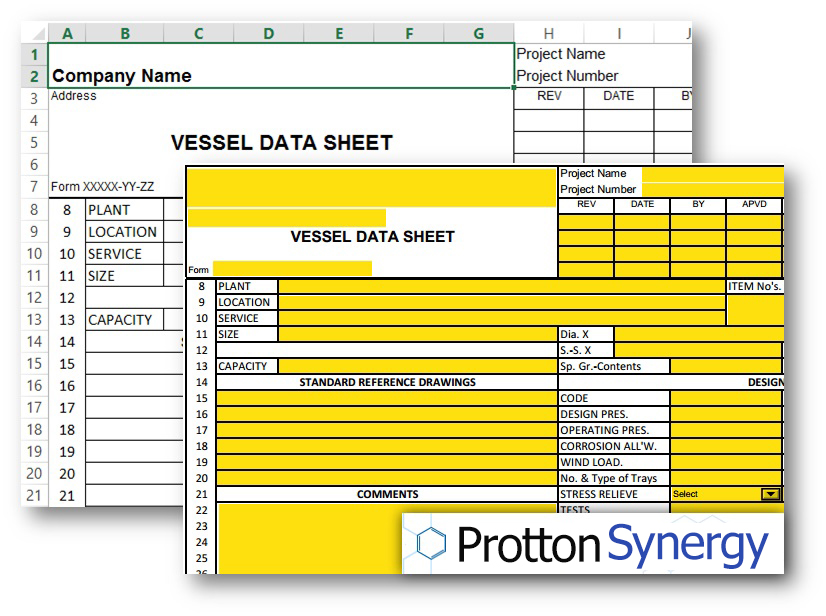 A B C D E F G H I J
1 Project Name
2 Company Name Project Number
3 Address REV DATE BY
4
5 VESSEL DATA SHEET
6
7 Form XXXXX-YY-ZZ
8 8 PLANT
9 9 LOCATION
10 10 SERVICE
11 11 SIZE
12 12
13 13 CAPACITY
14 14
15 15
16 16
17 17
18 18
19 19
20 20
21 21
Project Name
Project Number
REV DATE BY APVD
VESSEL DATA SHEET
Form
8 PLANT ITEM No's.
9 LOCATION
10 SERVICE
11 SIZE Dia. X
12 S.-S. X
13 CAPACITY Sp. Gr.-Contents
14 STANDARD REFERENCE DRAWINGS DESIGN
15 CODE
16 DESIGN PRES.
17 OPERATING PRES.
18 CORROSION ALL'W.
19 WIND LOAD.
20 No. & Type of Trays
21 COMMENTS STRESS RELIEVE Select
22 TESTS
23
24
25
26
Protton Synergy